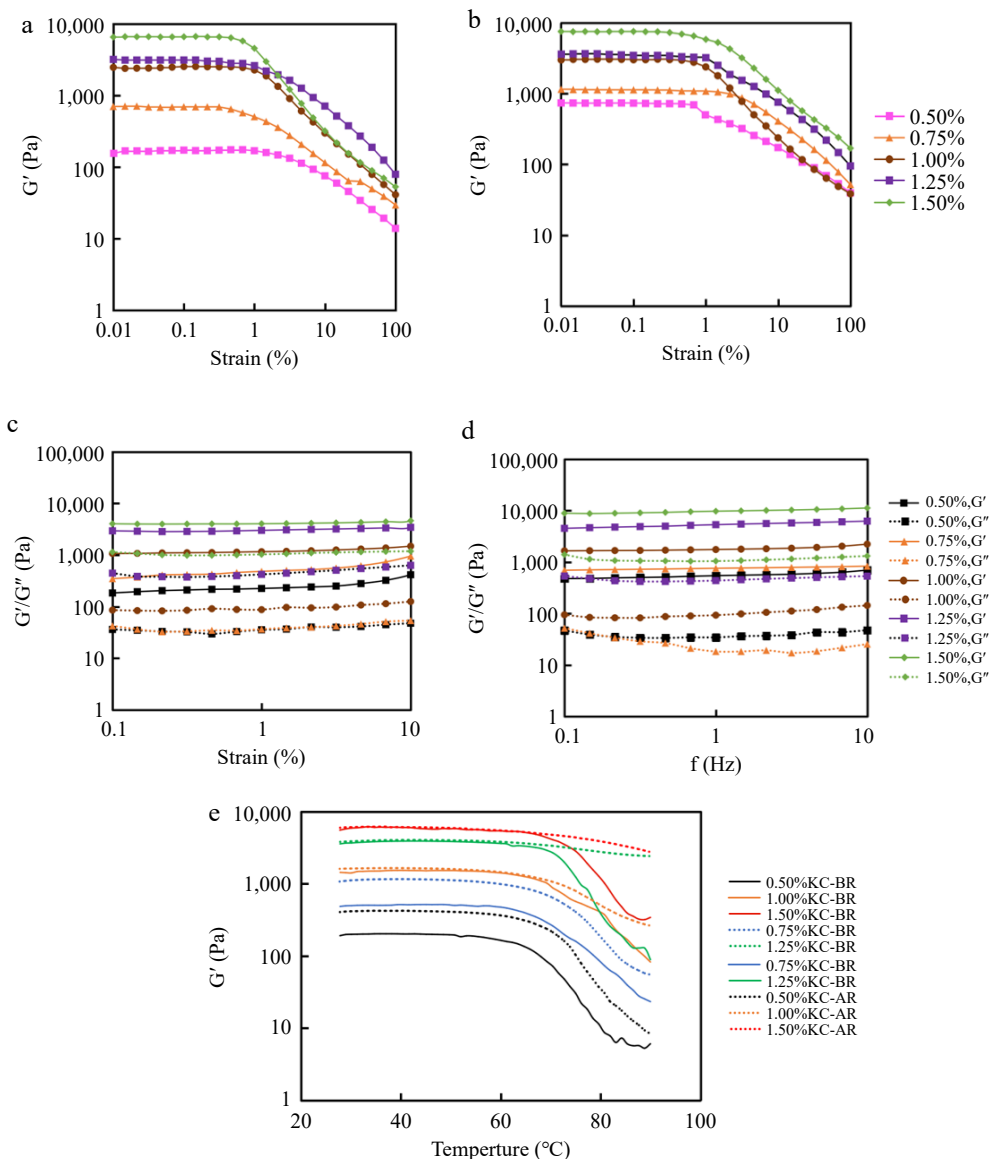 a
10,000
1,000
100
10
1
G′ (Pa)
0.01 0.1 1 10 100
Strain (%)
b
10,000
1,000
100
10
1
G′ (Pa)
0.01 0.1 1 10 100
Strain (%)
0.50%
0.75%
1.00%
1.25%
1.50%
c
100,000
10,000
1,000
100
10
1
G′/G″ (Pa)
0.1 1 10
Strain (%)
d
100,000
10,000
1,000
100
10
1
G′/G″ (Pa)
0.1 1 10
f (Hz)
0.50%,G′
0.50%,G″
0.75%,G′
0.75%,G″
1.00%,G′
1.00%,G″
1.25%,G′
1.25%,G″
1.50%,G′
1.50%,G″
e
10,000
1,000
100
10
1
G′ (Pa)
20 40 60 80 100
Temperture (℃)
0.50%KC-BR
1.00%KC-BR
1.50%KC-BR
0.75%KC-BR
1.25%KC-BR
0.75%KC-BR
1.25%KC-BR
0.50%KC-AR
1.00%KC-AR
1.50%KC-AR